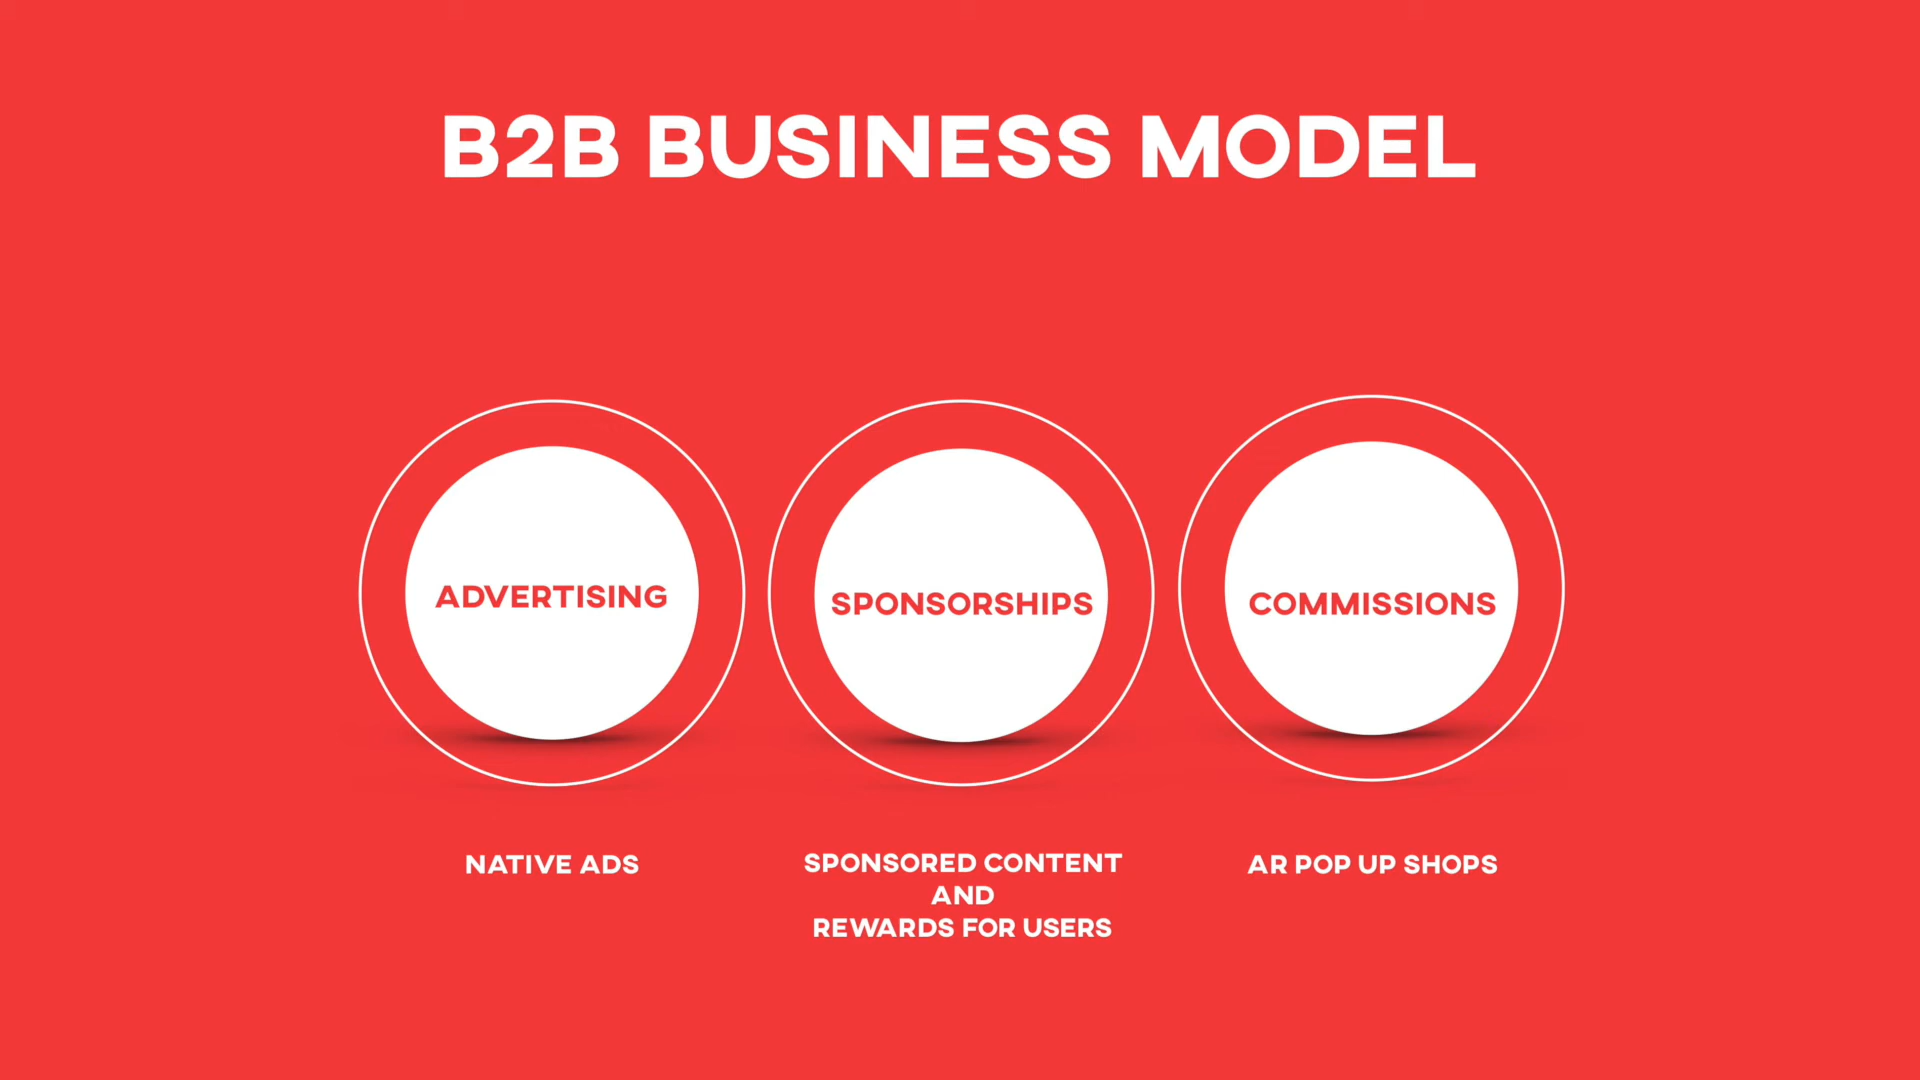 B2B BUSINESS MODEL
ADVERTISING
SPONSORSHIPS
COMMISSIONS
NATIVE ADS
SPONSORED CONTENT
AND
REWARDS FOR USERS
AR POP UP SHOPS